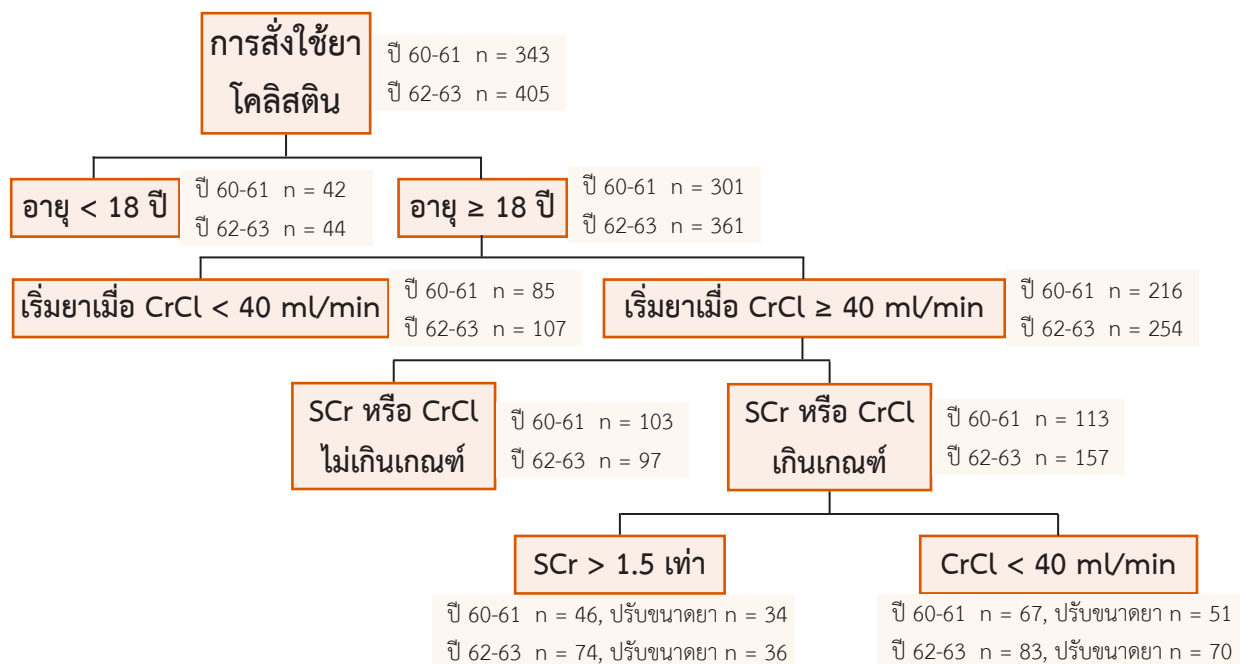 การสั่งใช้ยา
โคลิสติน
ปี 60-61 n = 343
ปี 62-63 n = 405
อายุ < 18 ปี
ปี 60-61 n = 42
ปี 62-63 n = 44
อายุ ≥ 18 ปี
ปี 60-61 n = 301
ปี 62-63 n = 361
เริ่มยาเมื่อ CrCl < 40 ml/min
ปี 60-61 n = 85
ปี 62-63 n = 107
เริ่มยาเมื่อ CrCl ≥ 40 ml/min
ปี 60-61 n = 216
ปี 62-63 n = 254
SCr หรือ CrCl
ไม่เกินเกณฑ์
ปี 60-61 n = 103
ปี 62-63 n = 97
SCr หรือ CrCl
เกินเกณฑ์
ปี 60-61 n = 113
ปี 62-63 n = 157
SCr > 1.5 เท่า
ปี 60-61 n = 46, ปรับขนาดยา n = 34
ปี 62-63 n = 74, ปรับขนาดยา n = 36
CrCl < 40 ml/min
ปี 60-61 n = 67, ปรับขนาดยา n = 51
ปี 62-63 n = 83, ปรับขนาดยา n = 70